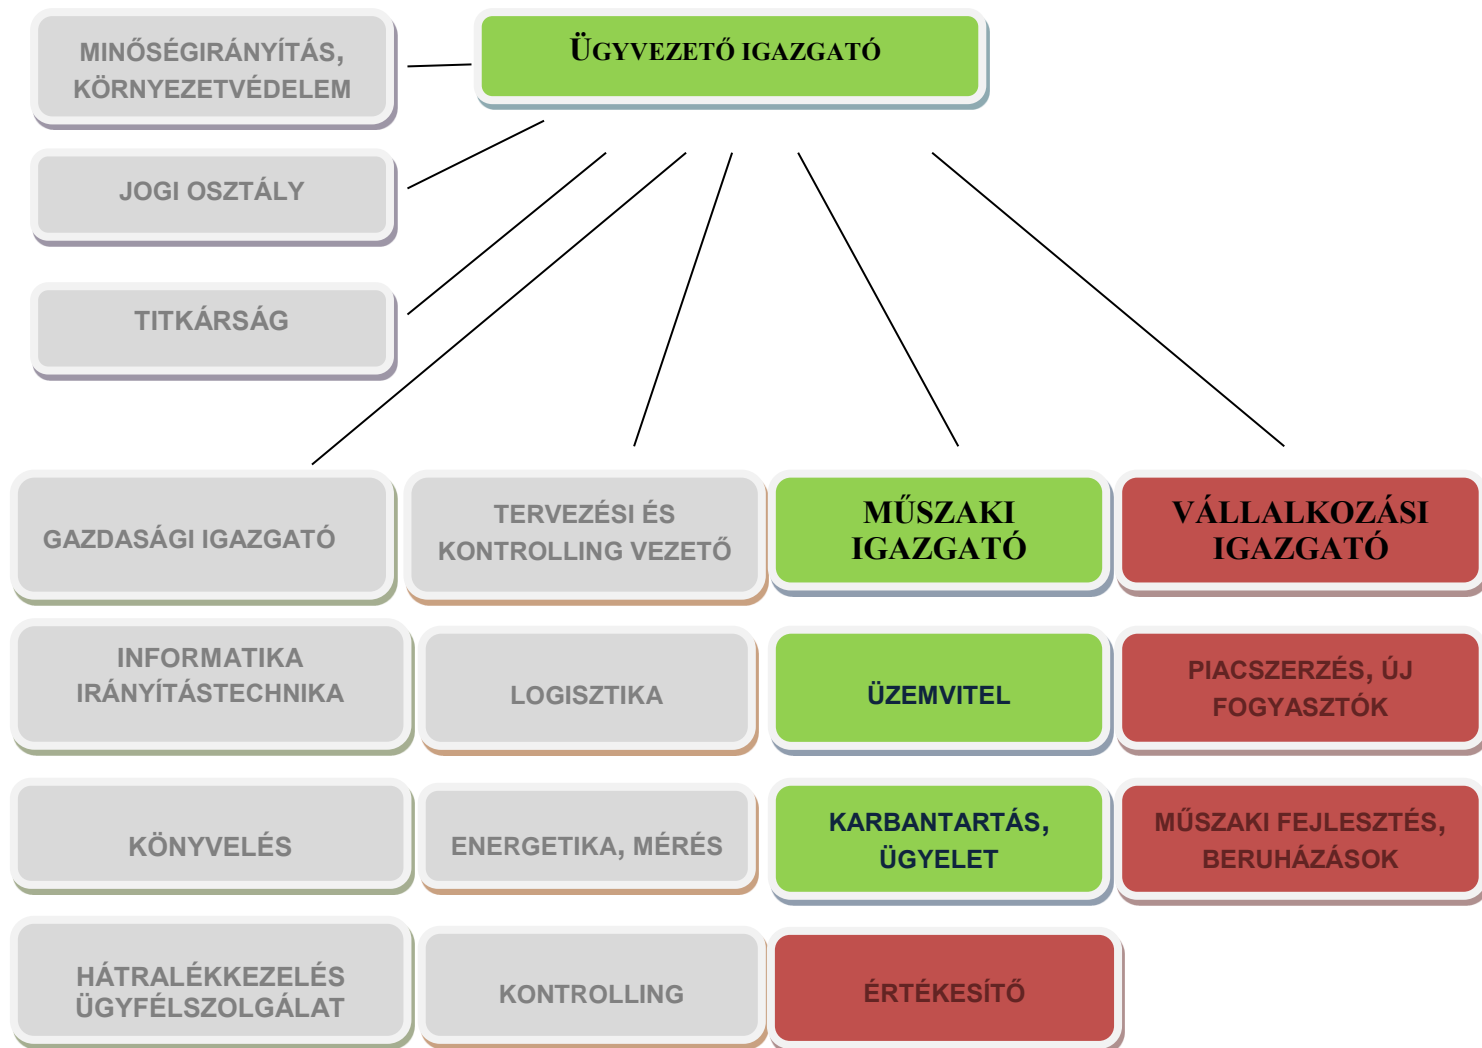 MINŐSÉGIRÁNYÍTÁS,
KÖRNYEZETVÉDELEM
ÜGYVEZETŐ IGAZGATÓ
JOGI OSZTÁLY
TITKÁRSÁG
GAZDASÁGI IGAZGATÓ
TERVEZÉSI ÉS
KONTROLLING VEZETŐ
MŰSZAKI
IGAZGATÓ
VÁLLALKOZÁSI
IGAZGATÓ
INFORMATIKA
IRÁNYÍTÁSTECHNIKA
LOGISZTIKA
ÜZEMVITEL
PIACSZERZÉS, ÚJ
FOGYASZTÓK
KÖNYVELÉS
ENERGETIKA, MÉRÉS
KARBANTARTÁS,
ÜGYELET
MŰSZAKI FEJLESZTÉS,
BERUHÁZÁSOK
HÁTRALÉKKEZELÉS
ÜGYFÉLSZOLGÁLAT
KONTROLLING
ÉRTÉKESÍTŐ